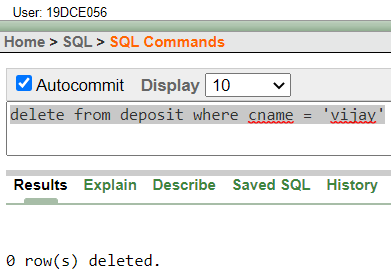 User: 19DCE056
Home > SQL > SQL Commands
Autocommit Display 10
delete from deposit where cname = 'vijay'
Results Explain Describe Saved SQL History
0 row(s) deleted.